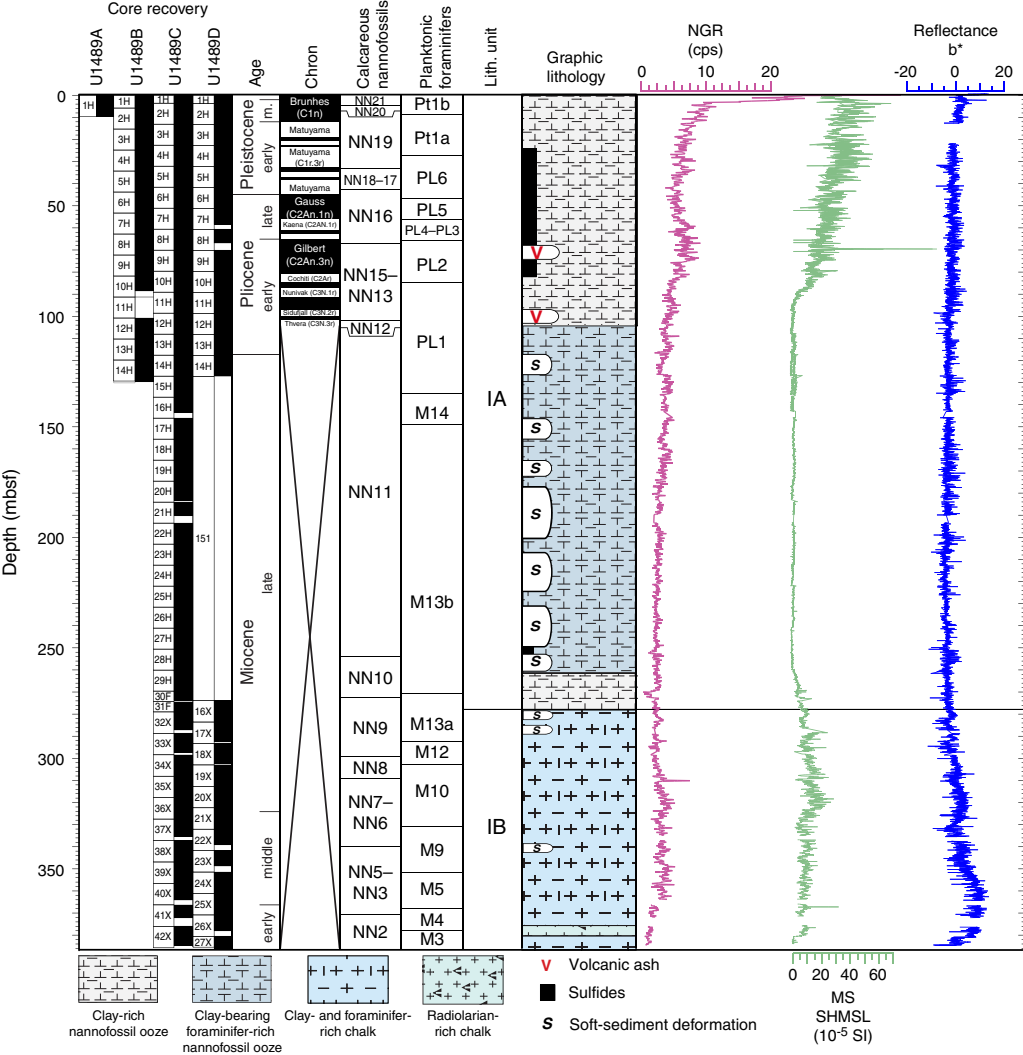 Core recovery
U1489A
U1489B
U1489C
U1489D
Age
Chron
Calcareous
nannofossils
Planktonic
foraminifers
Lith. unit
Graphic
lithology
NGR
(cps)
0 10 20
Reflectance
b*
-20 0 20
Depth (mbsf)
0
50
100
150
200
250
300
350
1H
1H
2H
3H
4H
5H
6H
7H
8H
9H
10H
11H
12H
13H
14H
1H
2H
3H
4H
5H
6H
7H
8H
9H
10H
11H
12H
13H
14H
15H
16H
17H
18H
19H
20H
21H
22H
23H
24H
25H
26H
27H
28H
29H
30F
31F
32X
33X
34X
35X
36X
37X
38X
39X
40X
41X
42X
1H
2H
3H
4H
5H
6H
7H
8H
9H
10H
11H
12H
13H
14H
151
16X
17X
18X
19X
20X
21X
22X
23X
24X
25X
26X
27X
Pleistocene
m.
early
Pliocene
late
early
Miocene
late
middle
early
Brunhes
(C1n)
Matuyama
Matuyama
(C1r.3r)
Matuyama
Gauss
(C2An.1n)
Kaena (C2AN.1r)
Gilbert
(C2An.3n)
Cochiti (C2Ar)
Nunivak (C3N.1r)
Sidufjall (C3N.2r)
Thvera (C3N.3r)
NN21
NN20
NN19
NN18–17
NN16
NN15–
NN13
NN12
NN11
NN10
NN9
NN8
NN7–
NN6
NN5–
NN3
NN2
Pt1b
Pt1a
PL6
PL5
PL4–PL3
PL2
PL1
M14
M13b
M13a
M12
M10
M9
M5
M4
M3
IA
IB
V
V
S
S
S
S
S
S
S
S
S
S
Clay-rich
nannofossil ooze
Clay-bearing
foraminifer-rich
nannofossil ooze
Clay- and foraminifer-
rich chalk
Radiolarian-
rich chalk
V Volcanic ash
Sulfides
S Soft-sediment deformation
0 20 40 60
MS
SHMSL
(10-5 SI)